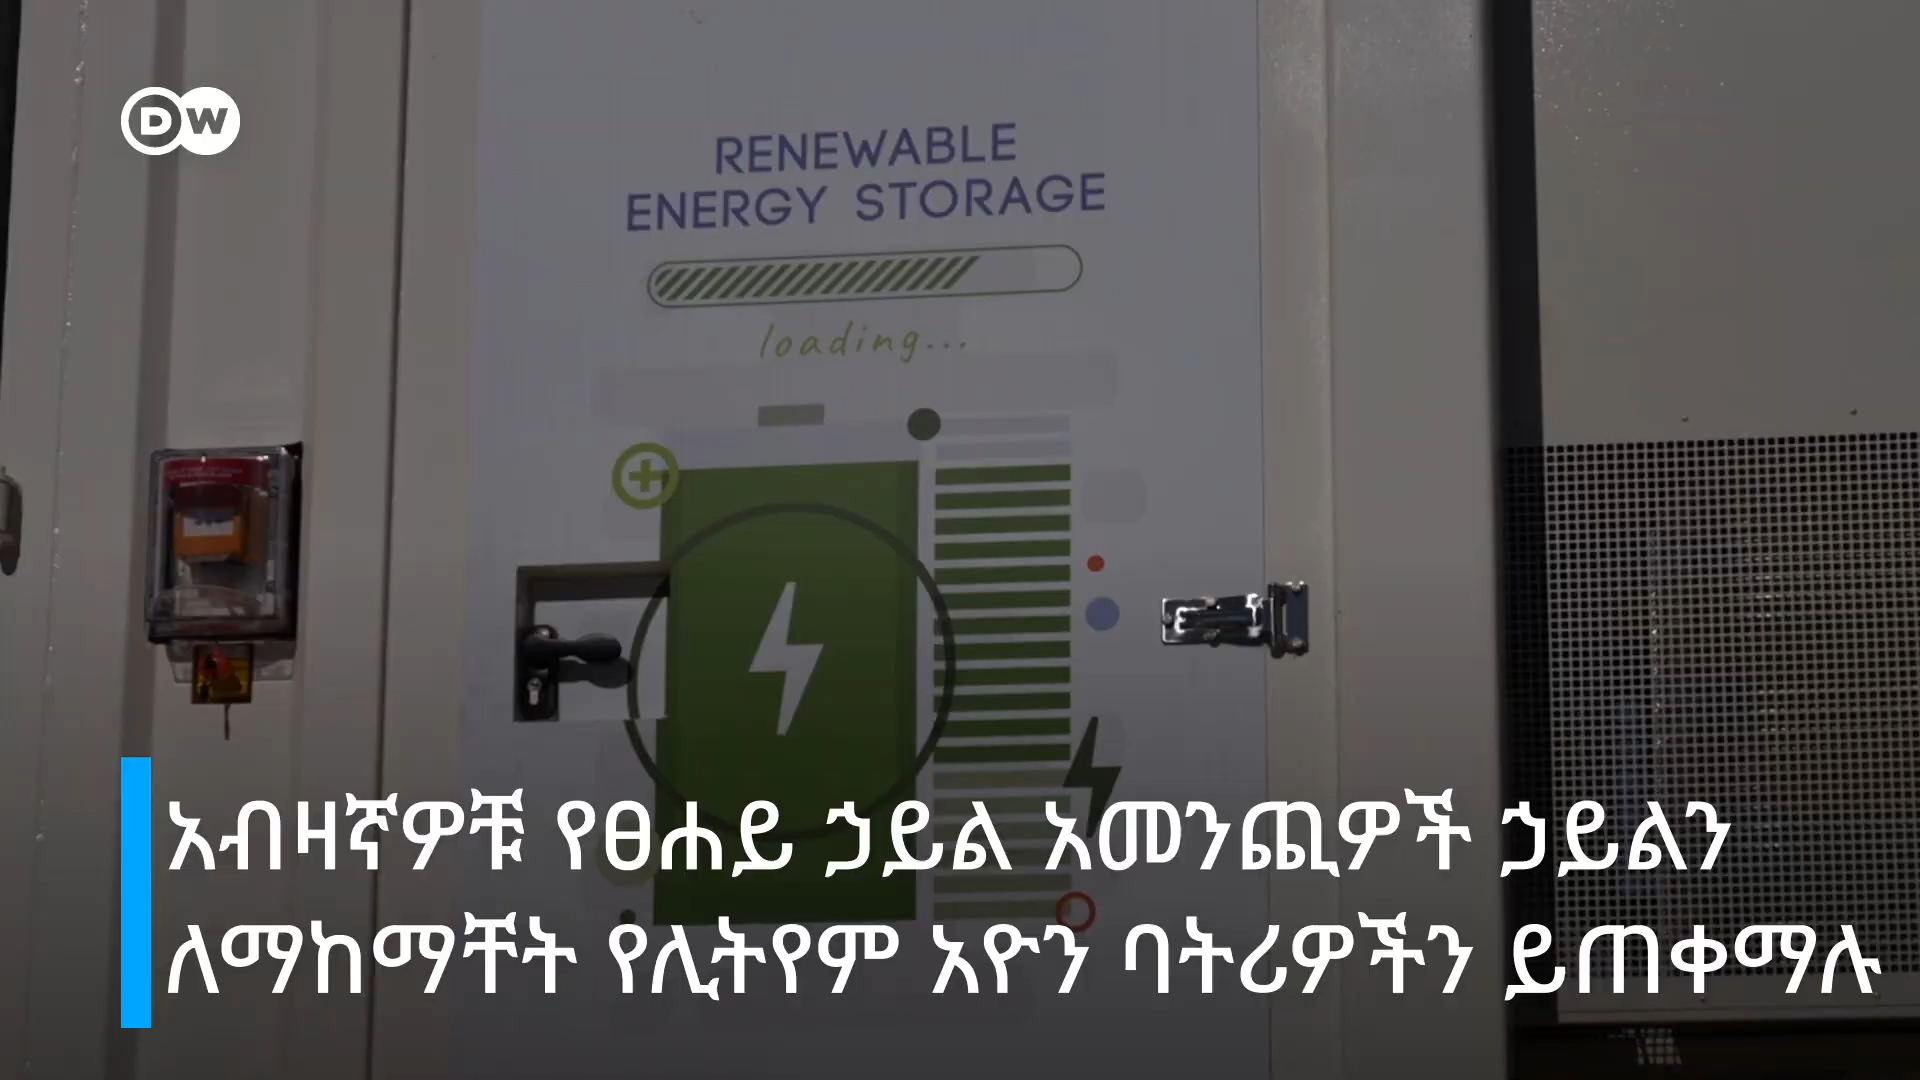 DW
RENEWABLE
ENERGY STORAGE
loading...
አብዛኛዎቹ የፀሐይ ኃይል አመንጪዎች ኃይልን
ለማከማቸት የሊትየም አዮን ባትሪዎችን ይጠቀማሉ